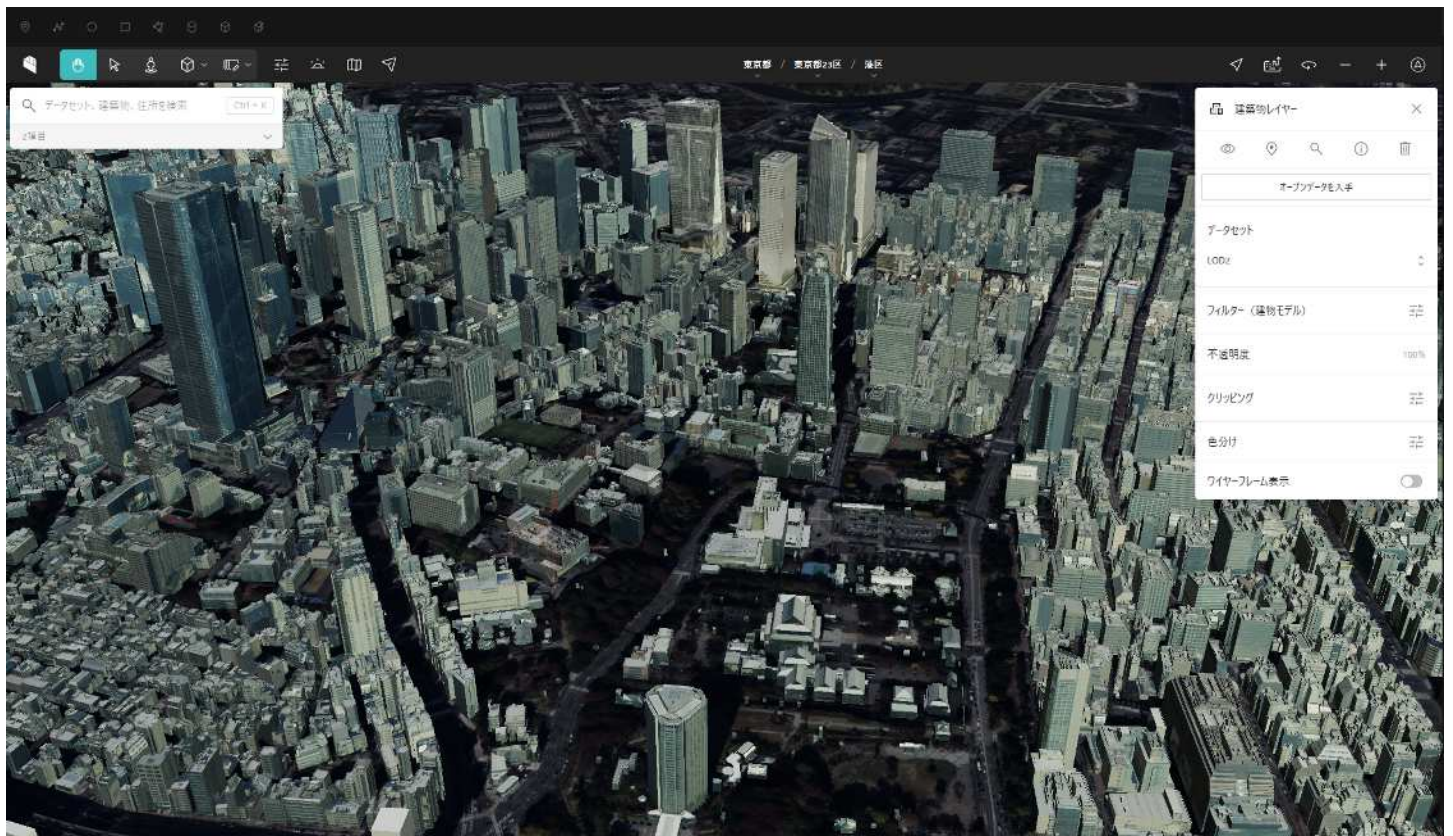 東京都 / 東京都23区 / 港区
データセット、建築物、住所を検索 Ctrl + K
2項目
建築物レイヤー
オープンデータを入手
データセット
LOD2
フィルター（建物モデル）
不透明度 100%
クリッピング
色分け
ワイヤーフレーム表示